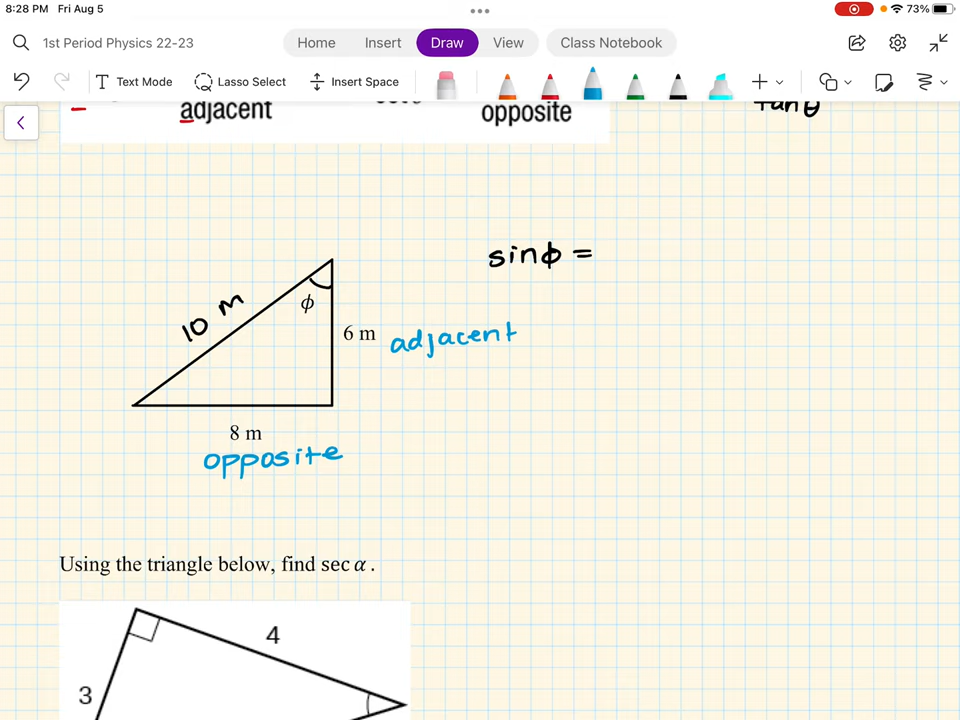 8:28 PM Fri Aug 5
73%
1st Period Physics 22-23
Home Insert Draw View Class Notebook
Text Mode Lasso Select Insert Space
adjacent
opposite
tanθ
sinϕ =
10 m
ϕ
6 m adjacent
8 m
opposite
Using the triangle below, find sec α .
4
3